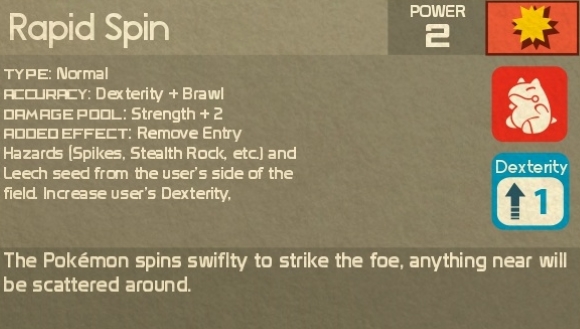 Rapid Spin
POWER
2
TYPE: Normal
ACCURACY: Dexterity + Brawl
DAMAGE POOL: Strength + 2
ADDED EFFECT: Remove Entry
Hazards (Spikes, Stealth Rock, etc.) and
Leech seed from the user's side of the
field. Increase user's Dexterity,
Dexterity
1
The Pokémon spins swiflty to strike the foe, anything near will
be scattered around.